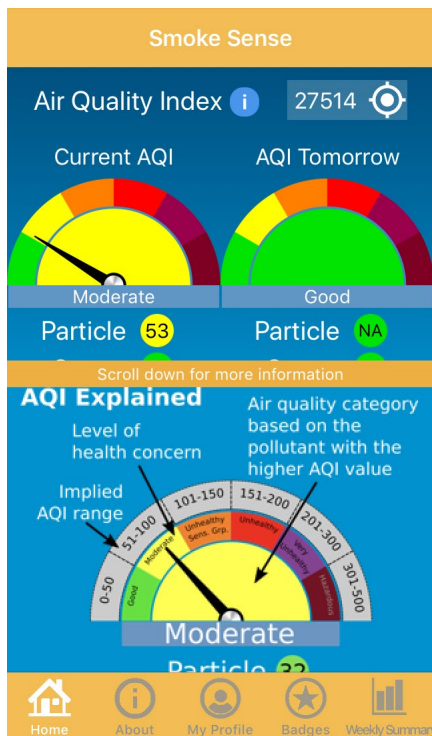 Smoke Sense
Air Quality Index i 27514
Current AQI
AQI Tomorrow
Moderate
Good
Particle 53
Particle NA
Scroll down for more information
AQI Explained
Level of
health concern
Air quality category
based on the
pollutant with the
higher AQI value
Implied
AQI range
0-50
51-100
101-150
151-200
201-300
301-500
Good
Moderate
Unhealthy
Sens. Grp.
Unhealthy
Very
Unhealthy
Hazardous
Moderate
Particle 32
Home
About
My Profile
Badges
Weekly Summar